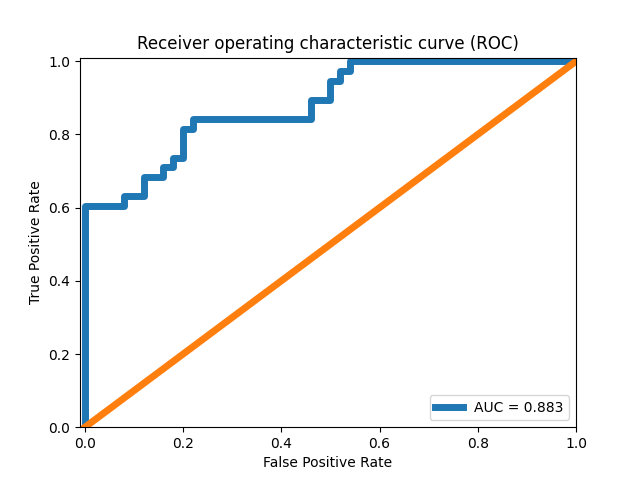 Receiver operating characteristic curve (ROC)
1.0
0.8
0.6
0.4
0.2
0.0
True Positive Rate
AUC = 0.883
0.0 0.2 0.4 0.6 0.8 1.0
False Positive Rate